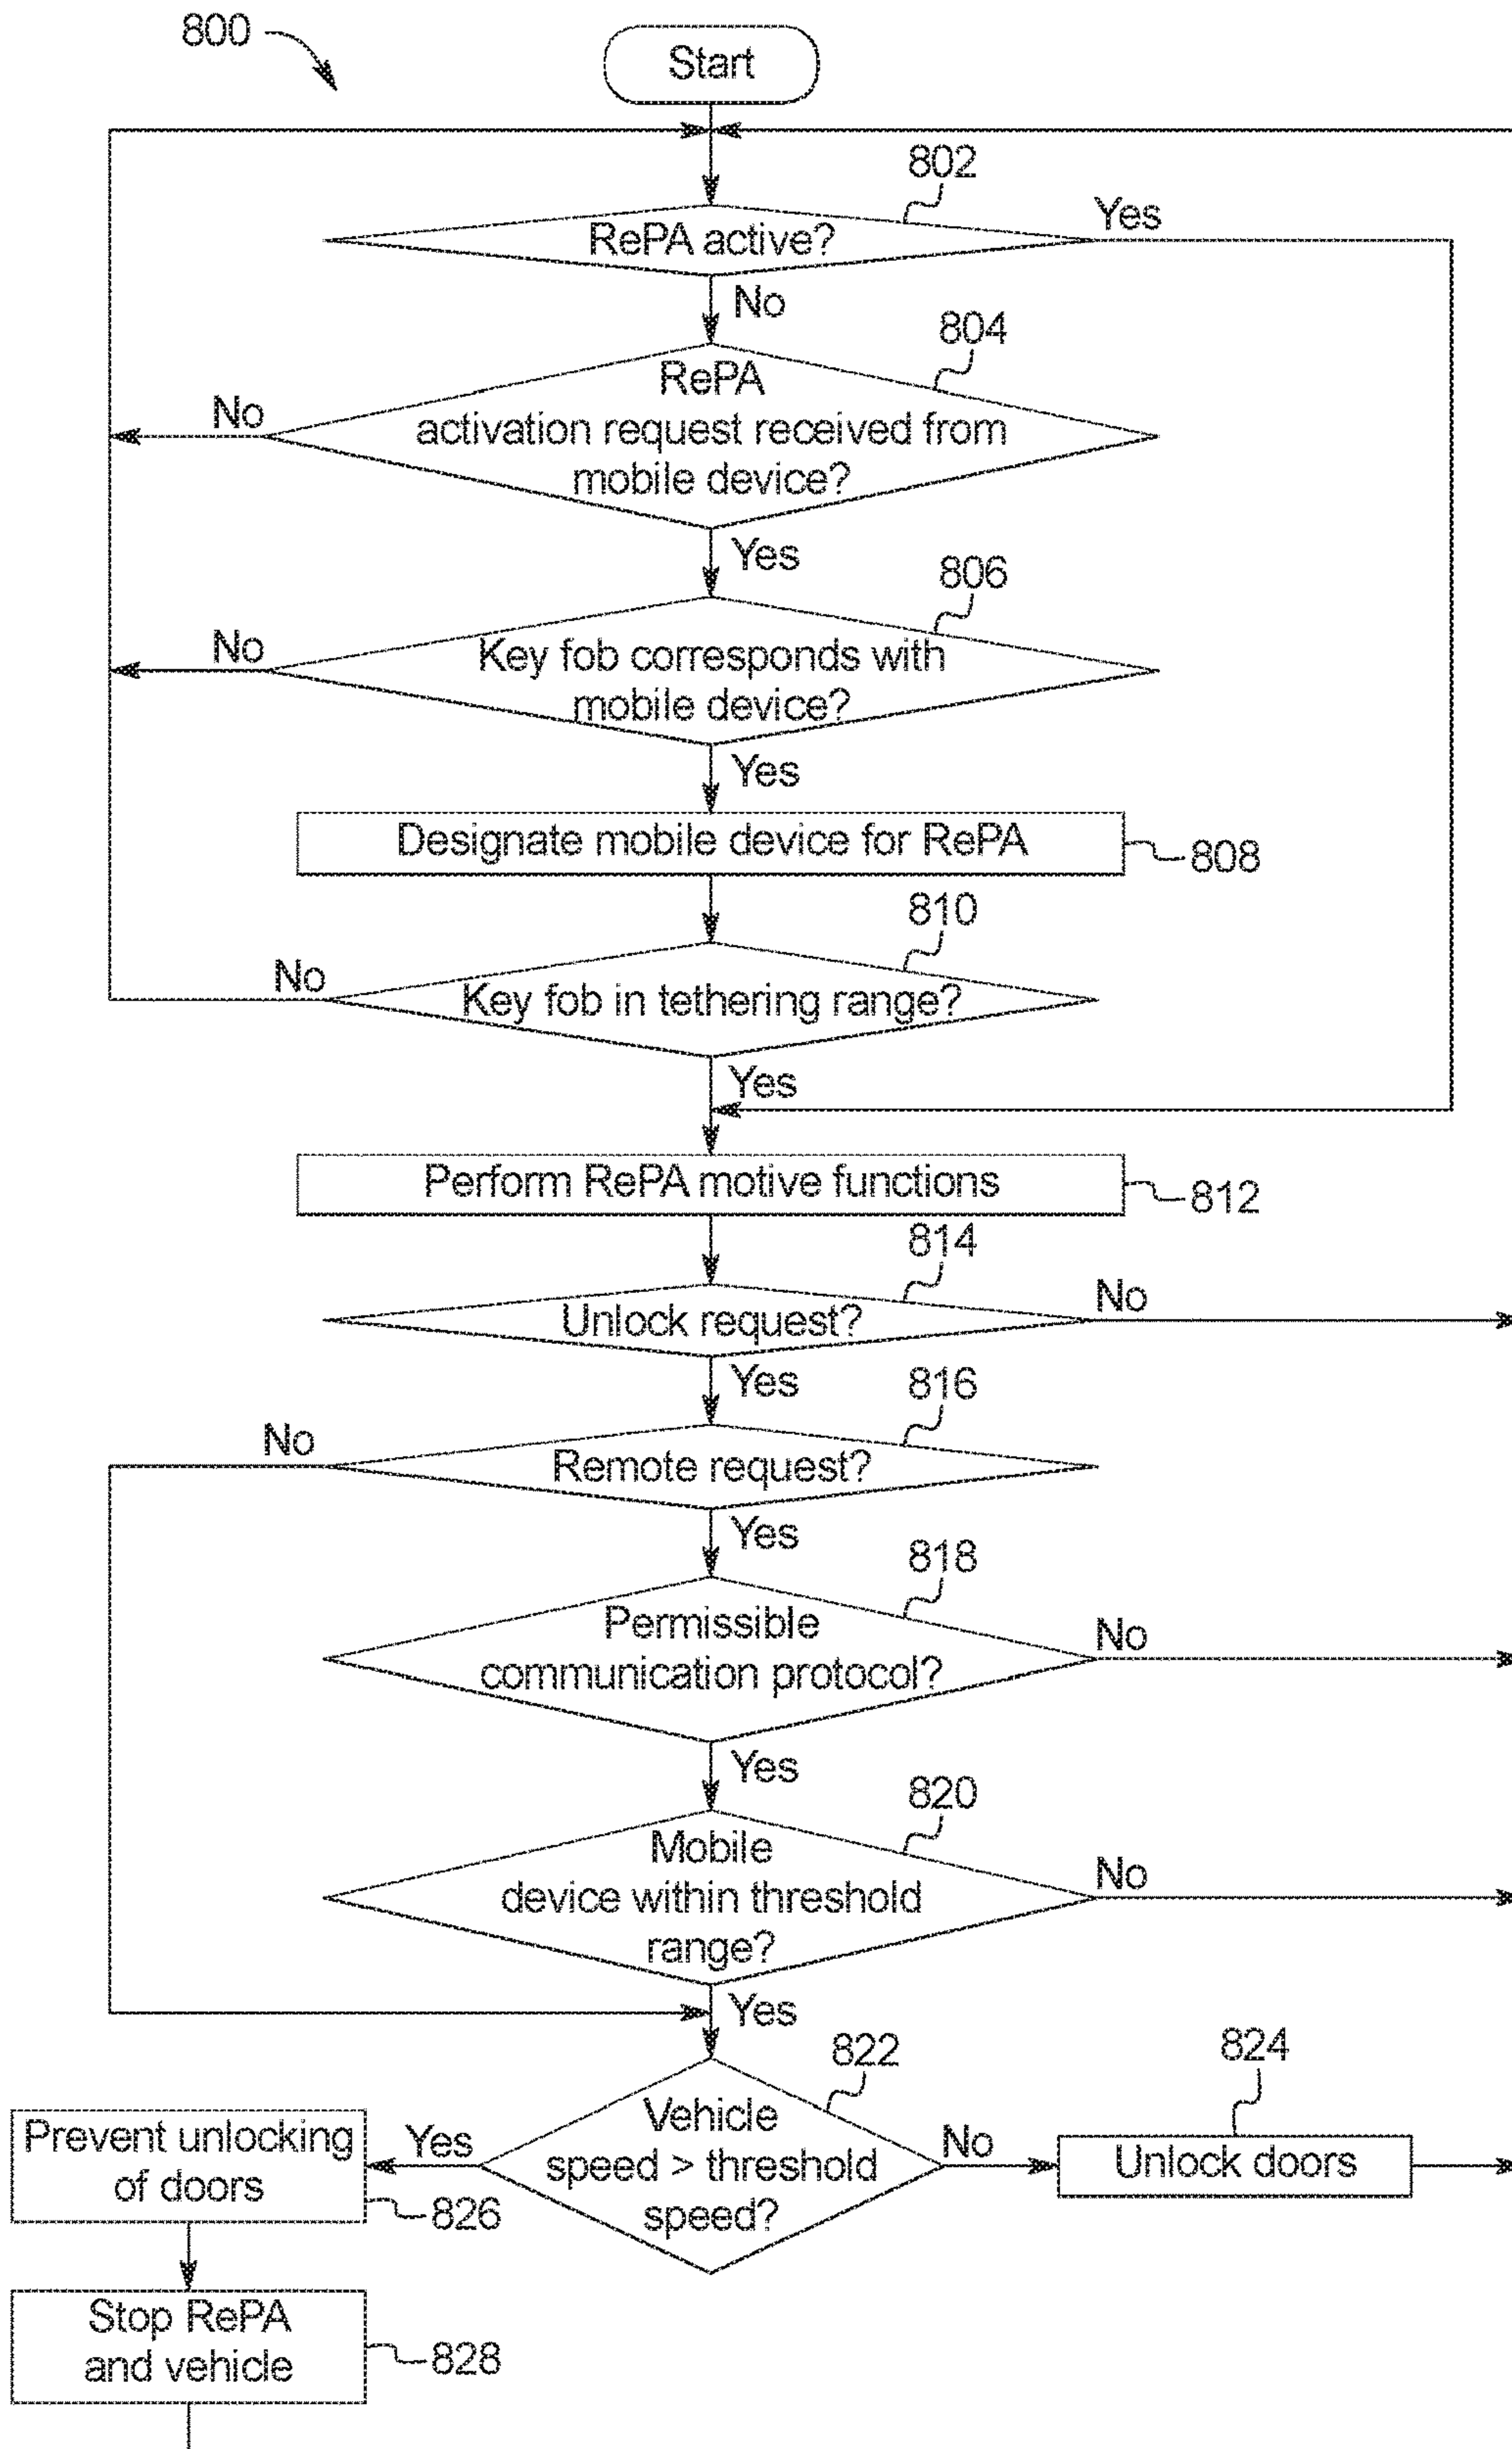 800
Start
802
RePA active?
Yes
No
804
RePA
activation request received from
mobile device?
No
Yes
806
Key fob corresponds with
mobile device?
No
Yes
Designate mobile device for RePA
808
810
Key fob in tethering range?
No
Yes
Perform RePA motive functions
812
814
Unlock request?
No
Yes
816
Remote request?
No
Yes
818
Permissible
communication protocol?
No
Yes
820
Mobile
device within threshold
range?
No
Yes
822
Vehicle
speed > threshold
speed?
Yes
No
824
Unlock doors
Prevent unlocking
of doors
826
Stop RePA
and vehicle
828